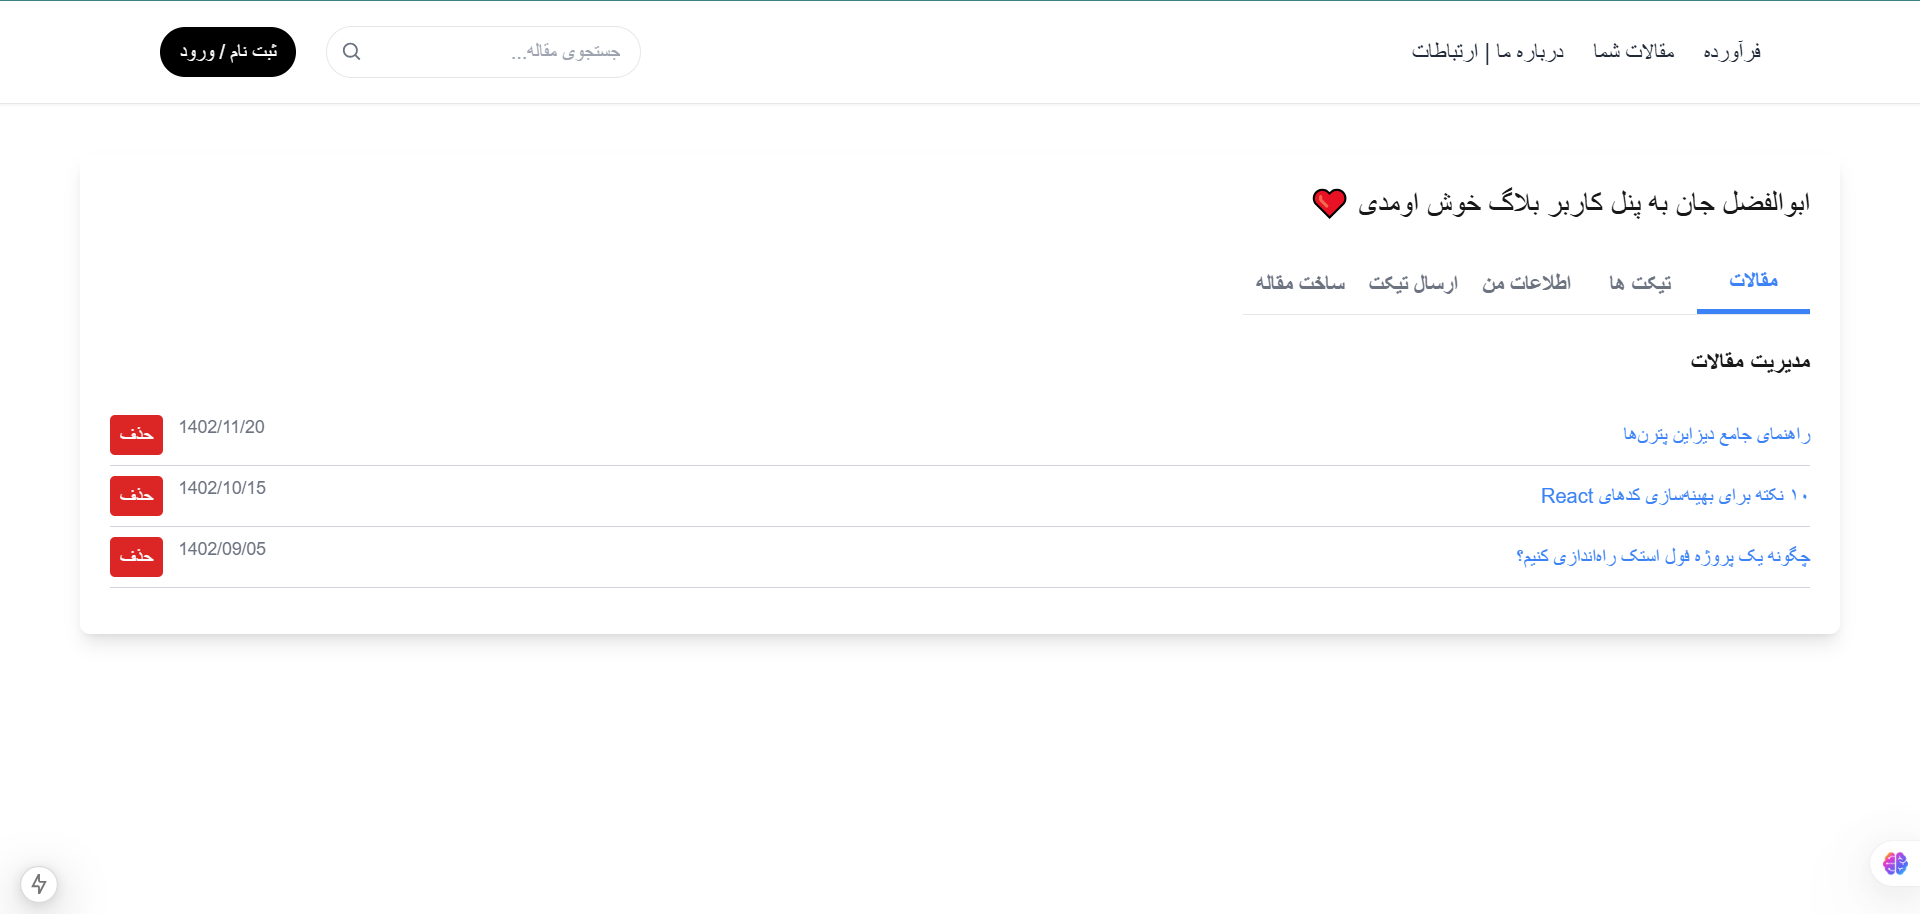 فرآورده
مقالات شما
درباره ما | ارتباطات
جستجوی مقاله...
ثبت نام / ورود
ابوالفضل جان به پنل کاربر بلاگ خوش اومدی ❤️
مقالات
تیکت ها
اطلاعات من
ارسال تیکت
ساخت مقاله
مدیریت مقالات
راهنمای جامع دیزاین پترن‌ها
1402/11/20
حذف
۱۰ نکته برای بهینه‌سازی کدهای React
1402/10/15
حذف
چگونه یک پروژه فول استک راه‌اندازی کنیم؟
1402/09/05
حذف